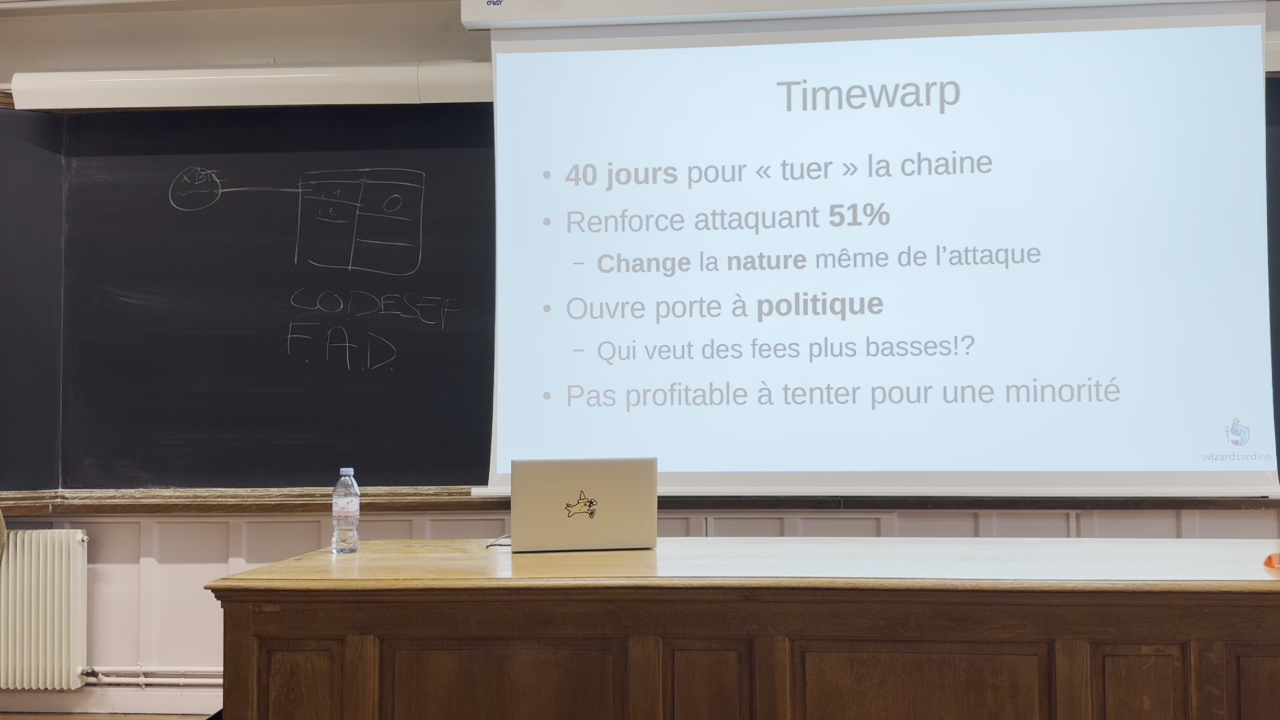 Timewarp
• 40 jours pour « tuer » la chaine
• Renforce attaquant 51%
– Change la nature même de l'attaque
• Ouvre porte à politique
– Qui veut des fees plus basses!?
• Pas profitable à tenter pour une minorité
wizardsardine
CODESEF
F.A.D.